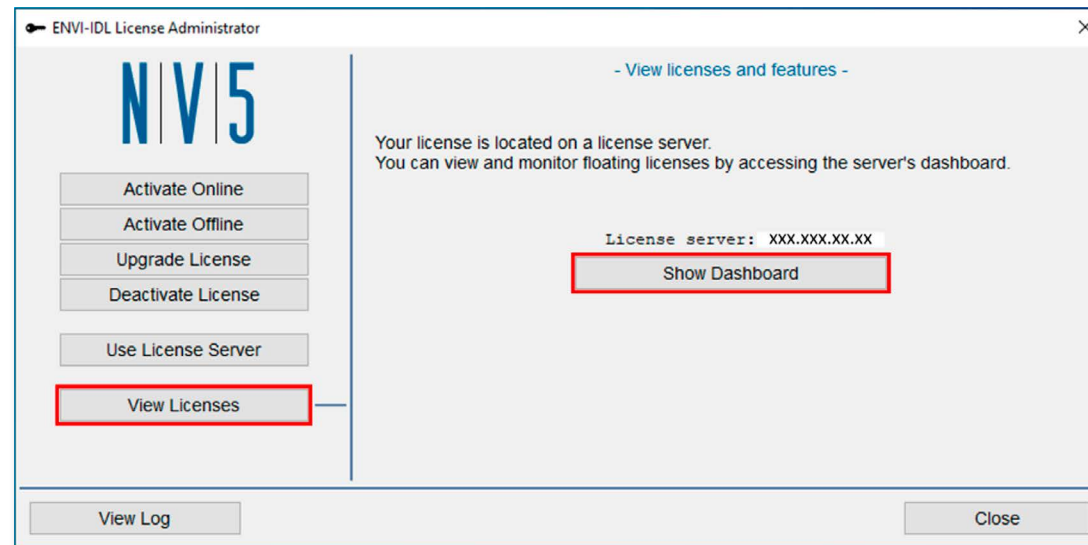 ENVI-IDL License Administrator
NV5
Activate Online
Activate Offline
Upgrade License
Deactivate License
Use License Server
View Licenses
- View licenses and features -
Your license is located on a license server.
You can view and monitor floating licenses by accessing the server's dashboard.
License server: XXX.XXX.XX.XX
Show Dashboard
View Log
Close